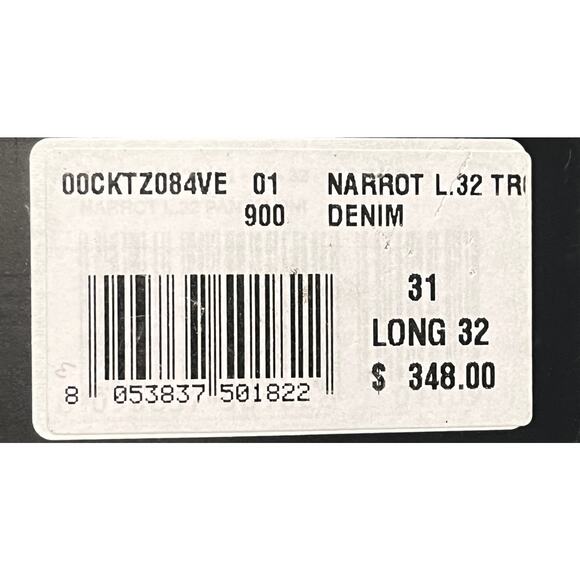 00CKTZ084VE 01 NARROT L.32 TR
900 DENIM
31
LONG 32
$ 348.00
8 053837 501822